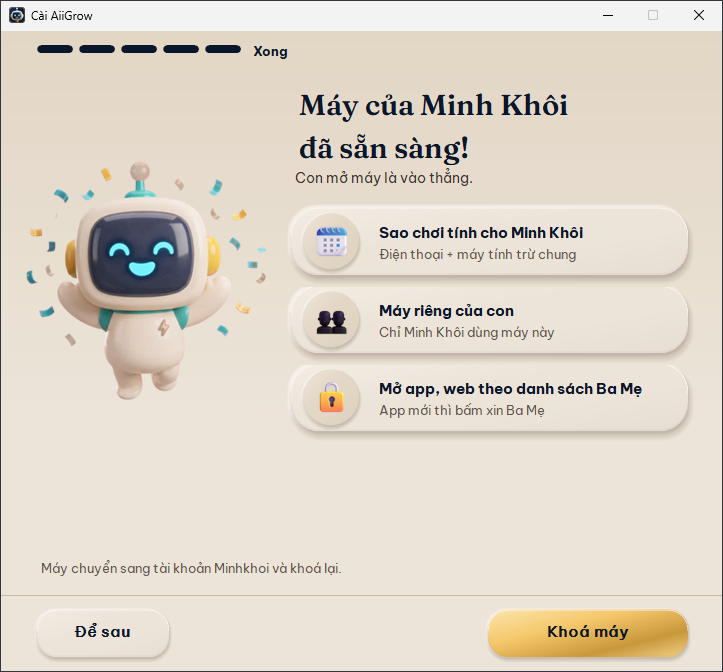 Cài AiiGrow
Xong
Máy của Minh Khôi
đã sẵn sàng!
Con mở máy là vào thẳng.
Sao chơi tính cho Minh Khôi
Điện thoại + máy tính trừ chung
Máy riêng của con
Chỉ Minh Khôi dùng máy này
Mở app, web theo danh sách Ba Mẹ
App mới thì bấm xin Ba Mẹ
Máy chuyển sang tài khoản Minhkhoi và khoá lại.
Để sau
Khoá máy